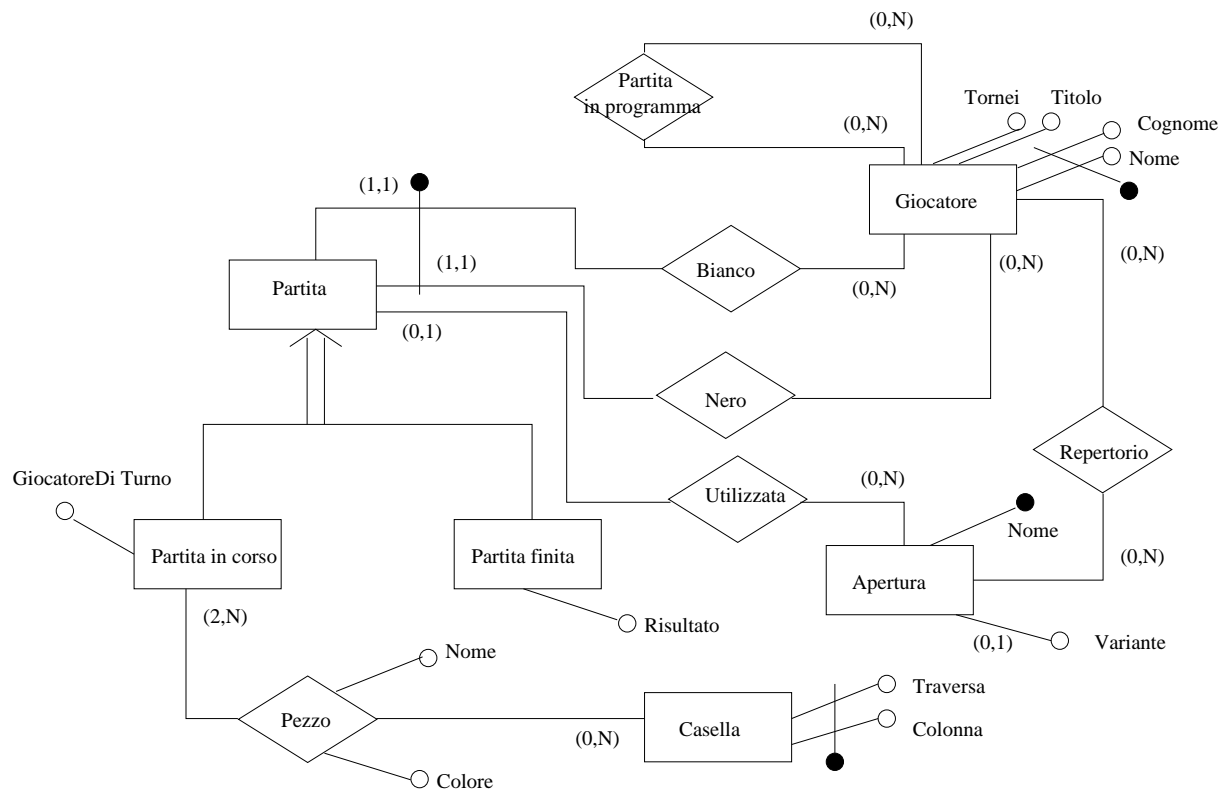 (0,N)
Partita
in programma
Tornei
Titolo
Cognome
(0,N)
Nome
(1,1)
Giocatore
(1,1)
Bianco
(0,N)
(0,N)
(0,N)
Partita
(0,1)
Nero
Repertorio
GiocatoreDi Turno
Utilizzata
(0,N)
Nome
Partita in corso
Partita finita
Apertura
(0,N)
(2,N)
Risultato
(0,1)
Variante
Nome
Traversa
Pezzo
(0,N)
Casella
Colonna
Colore